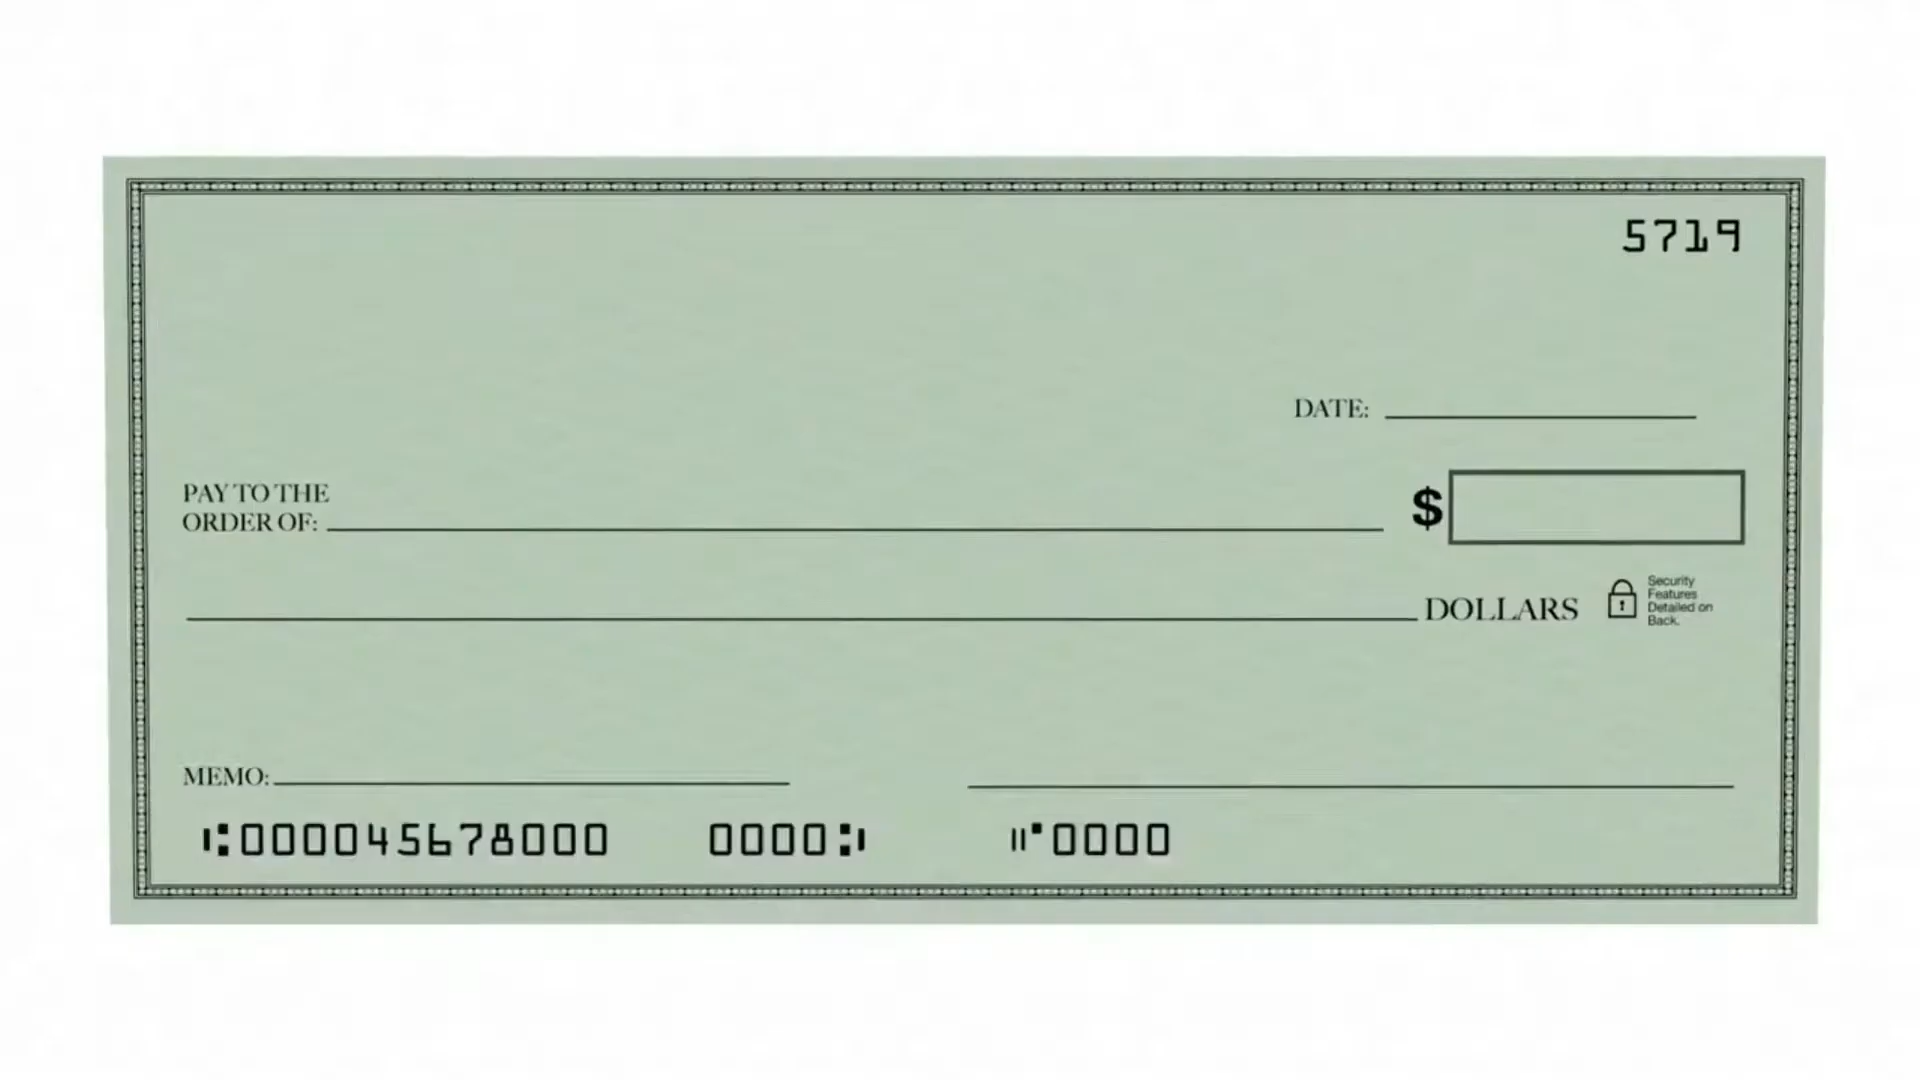 5719
DATE:
PAY TO THE
ORDER OF:
$
DOLLARS
Security
Features
Detailed on
Back.
MEMO:
⑆000045678000 0000⑆ ⑈0000